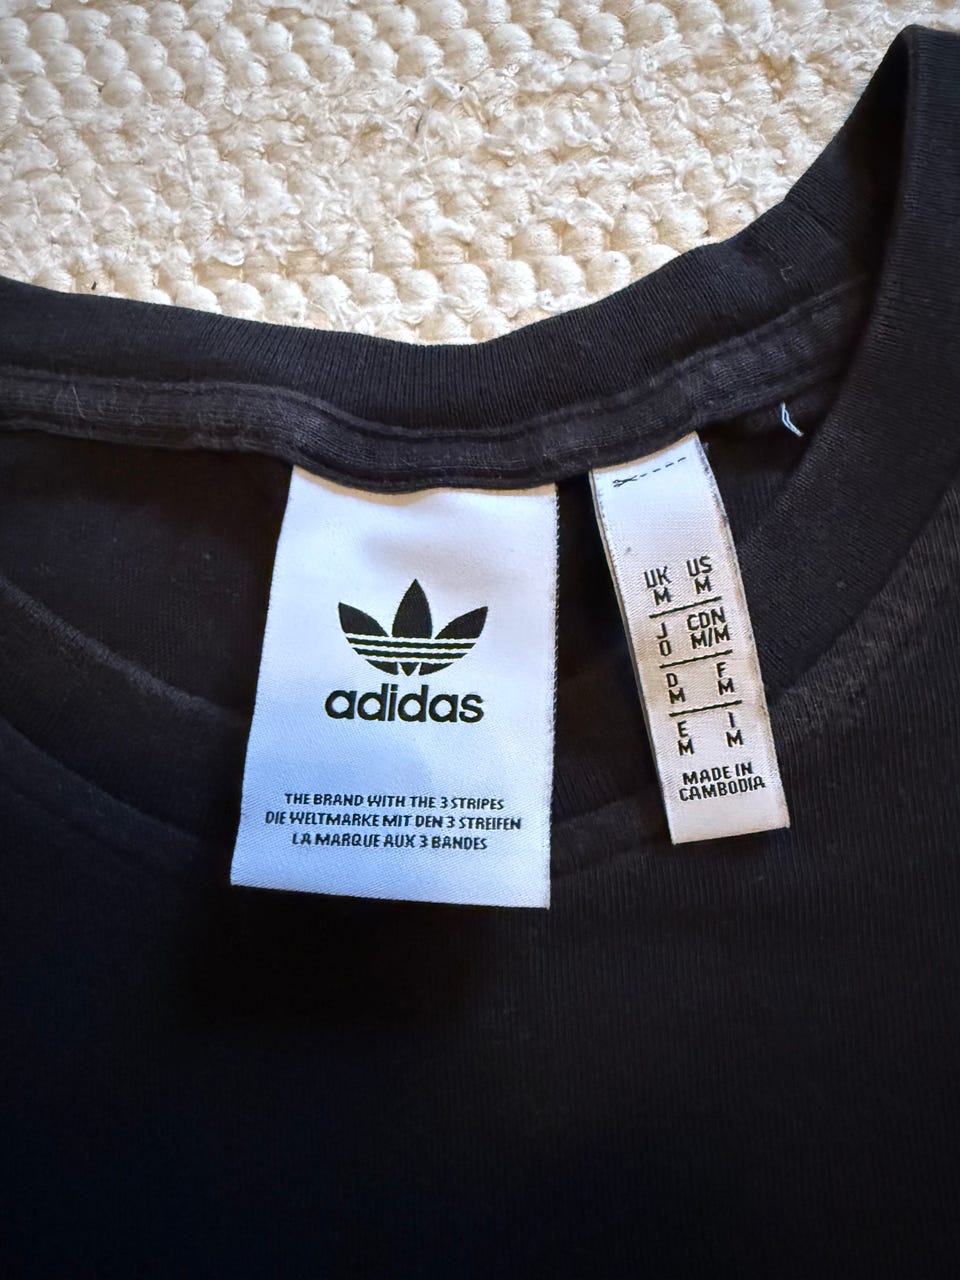 adidas
THE BRAND WITH THE 3 STRIPES
DIE WELTMARKE MIT DEN 3 STREIFEN
LA MARQUE AUX 3 BANDES
UK US
M M
J CDN
O M/M
D F
M M
E I
M M
MADE IN
CAMBODIA